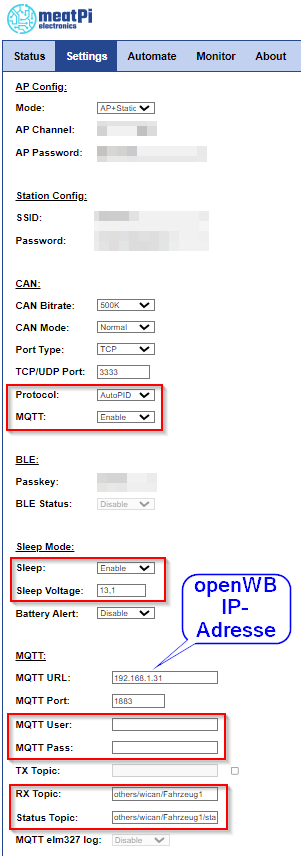 meatPi
electronics
Status Settings Automate Monitor About
AP Config:
Mode: AP+Static
AP Channel:
AP Password:
Station Config:
SSID:
Password:
CAN:
CAN Bitrate: 500K
CAN Mode: Normal
Port Type: TCP
TCP/UDP Port: 3333
Protocol: AutoPID
MQTT: Enable
BLE:
Passkey:
BLE Status: Disable
Sleep Mode:
Sleep: Enable
Sleep Voltage: 13,1
Battery Alert: Disable
openWB
IP-
Adresse
MQTT:
MQTT URL: 192.168.1.31
MQTT Port: 1883
MQTT User:
MQTT Pass:
TX Topic:
RX Topic: others/wican/Fahrzeug1
Status Topic: others/wican/Fahrzeug1/sta
MQTT elm327 log: Disable